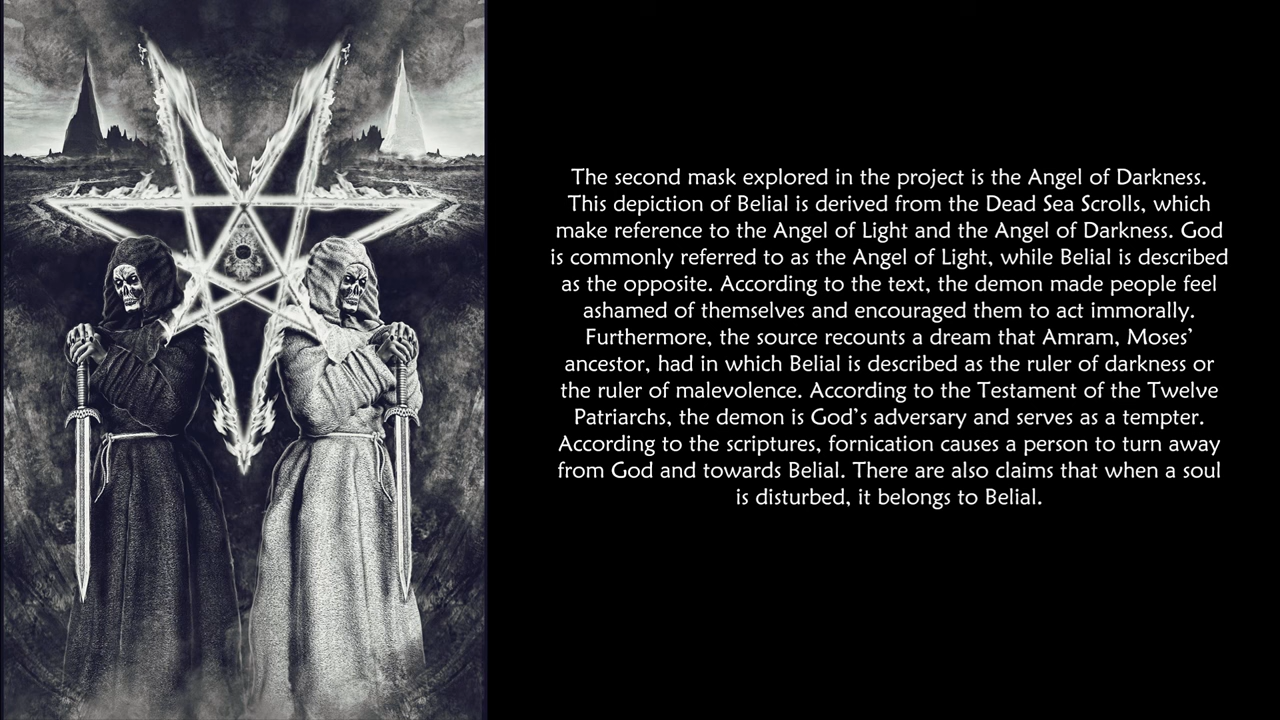 The second mask explored in the project is the Angel of Darkness.
This depiction of Belial is derived from the Dead Sea Scrolls, which
make reference to the Angel of Light and the Angel of Darkness. God
is commonly referred to as the Angel of Light, while Belial is described
as the opposite. According to the text, the demon made people feel
ashamed of themselves and encouraged them to act immorally.
Furthermore, the source recounts a dream that Amram, Moses’
ancestor, had in which Belial is described as the ruler of darkness or
the ruler of malevolence. According to the Testament of the Twelve
Patriarchs, the demon is God’s adversary and serves as a tempter.
According to the scriptures, fornication causes a person to turn away
from God and towards Belial. There are also claims that when a soul
is disturbed, it belongs to Belial.